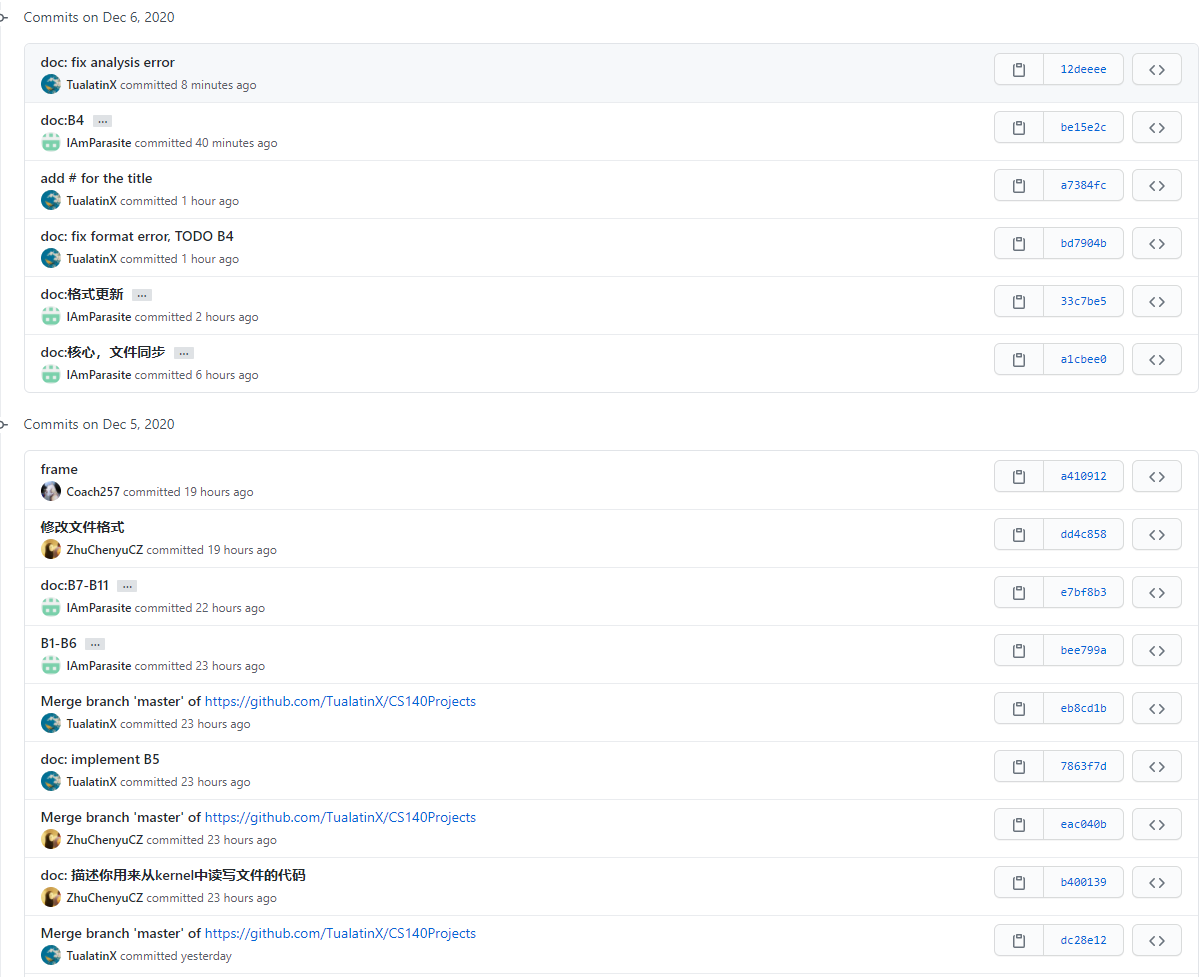 Commits on Dec 6, 2020
doc: fix analysis error
12deeee
TualatinX committed 8 minutes ago
doc:B4 ...
be15e2c
IAmParasite committed 40 minutes ago
add # for the title
a7384fc
TualatinX committed 1 hour ago
doc: fix format error, TODO B4
bd7904b
TualatinX committed 1 hour ago
doc:格式更新 ...
33c7be5
IAmParasite committed 2 hours ago
doc:核心，文件同步 ...
a1cbee0
IAmParasite committed 6 hours ago
Commits on Dec 5, 2020
frame
a410912
Coach257 committed 19 hours ago
修改文件格式
dd4c858
ZhuChenyuCZ committed 19 hours ago
doc:B7-B11 ...
e7bf8b3
IAmParasite committed 22 hours ago
B1-B6 ...
bee799a
IAmParasite committed 23 hours ago
Merge branch 'master' of https://github.com/TualatinX/CS140Projects
eb8cd1b
TualatinX committed 23 hours ago
doc: implement B5
7863f7d
TualatinX committed 23 hours ago
Merge branch 'master' of https://github.com/TualatinX/CS140Projects
eac040b
ZhuChenyuCZ committed 23 hours ago
doc: 描述你用来从kernel中读写文件的代码
b400139
ZhuChenyuCZ committed 23 hours ago
Merge branch 'master' of https://github.com/TualatinX/CS140Projects
dc28e12
TualatinX committed yesterday